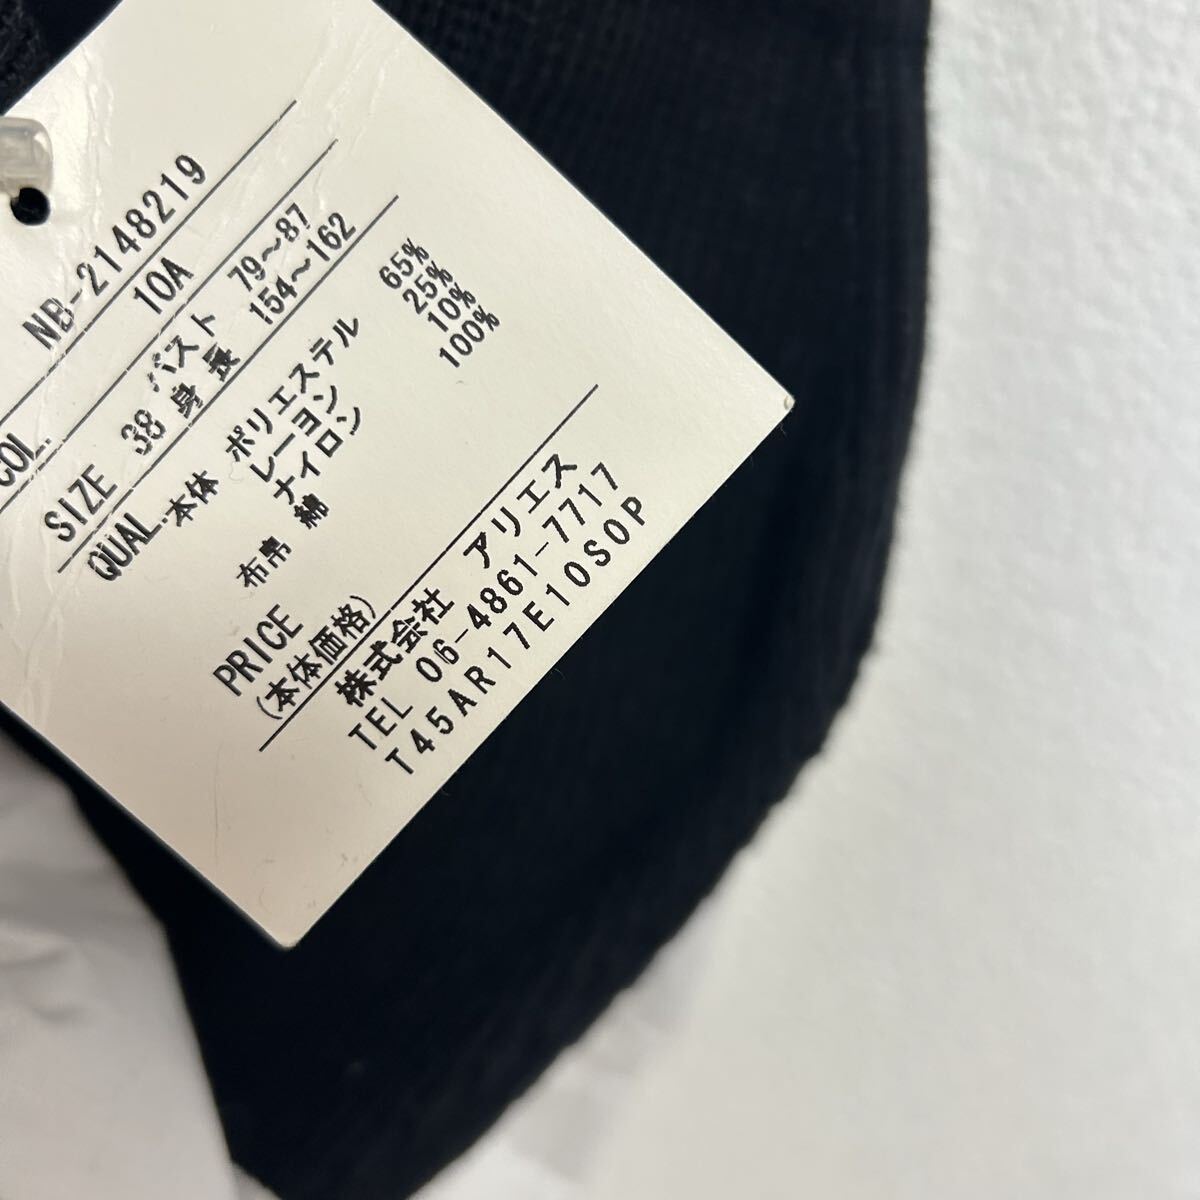 NB-2148219
COL. 10A
SIZE 38 バスト 79～87
身長 154～162
QUAL. 本体 ポリエステル 65%
レーヨン 25%
ナイロン 10%
布帛 綿 100%
PRICE
(本体価格)
株式会社 アリエス
TEL 06-4861-7717
T45AR17E10SOP